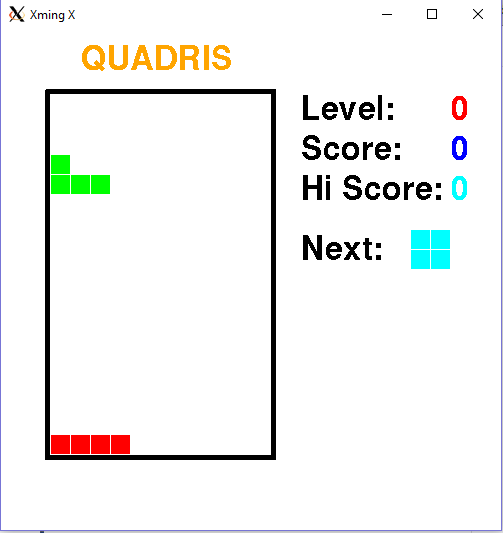 Xming X
QUADRIS
Level: 0
Score: 0
Hi Score: 0
Next: